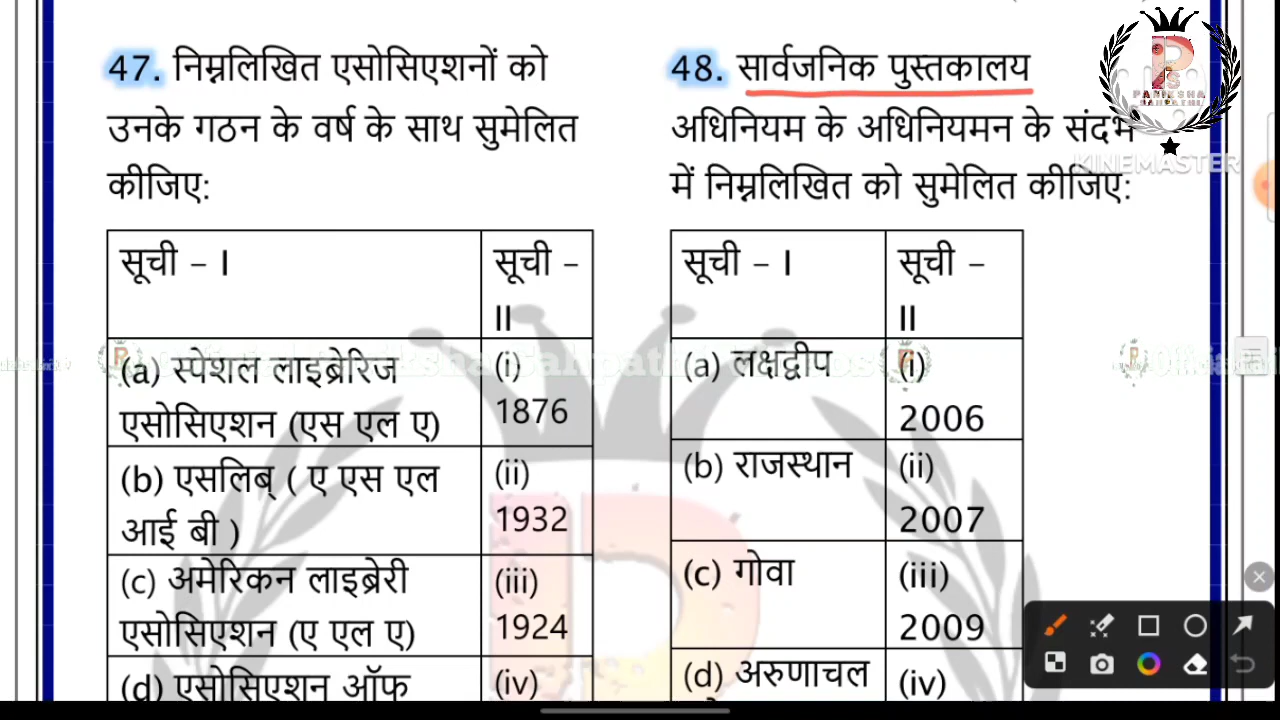 47. निम्नलिखित एसोसिएशनों को
उनके गठन के वर्ष के साथ सुमेलित
कीजिए:
सूची – I
सूची –
II
(a) स्पेशल लाइब्रेरिज
एसोसिएशन (एस एल ए)
(i)
1876
(b) एसलिब् ( ए एस एल
आई बी )
(ii)
1932
(c) अमेरिकन लाइब्रेरी
एसोसिएशन (ए एल ए)
(iii)
1924
(d) एसोसिएशन ऑफ
(iv)
48. सार्वजनिक पुस्तकालय
अधिनियम के अधिनियमन के संदर्भ
में निम्नलिखित को सुमेलित कीजिए:
सूची – I
सूची –
II
(a) लक्षद्वीप
(i)
2006
(b) राजस्थान
(ii)
2007
(c) गोवा
(iii)
2009
(d) अरुणाचल
(iv)
PARIKSHA
KINEMASTER